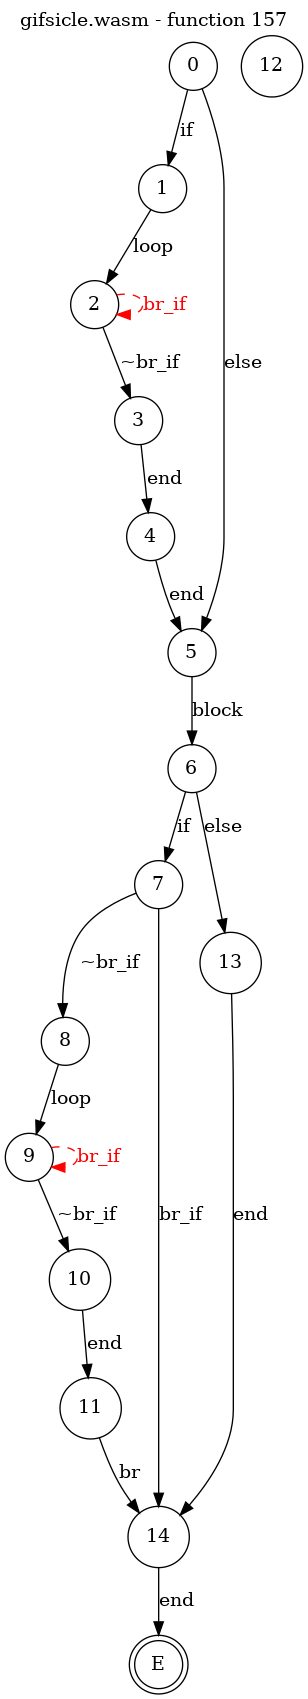 gifsicle.wasm - function 157
0
12
if
1
loop
else
2
br_if
~br_if
3
end
4
end
5
block
6
if
else
7
13
~br_if
8
loop
9
br_if
br_if
end
~br_if
10
end
11
br
14
end
E